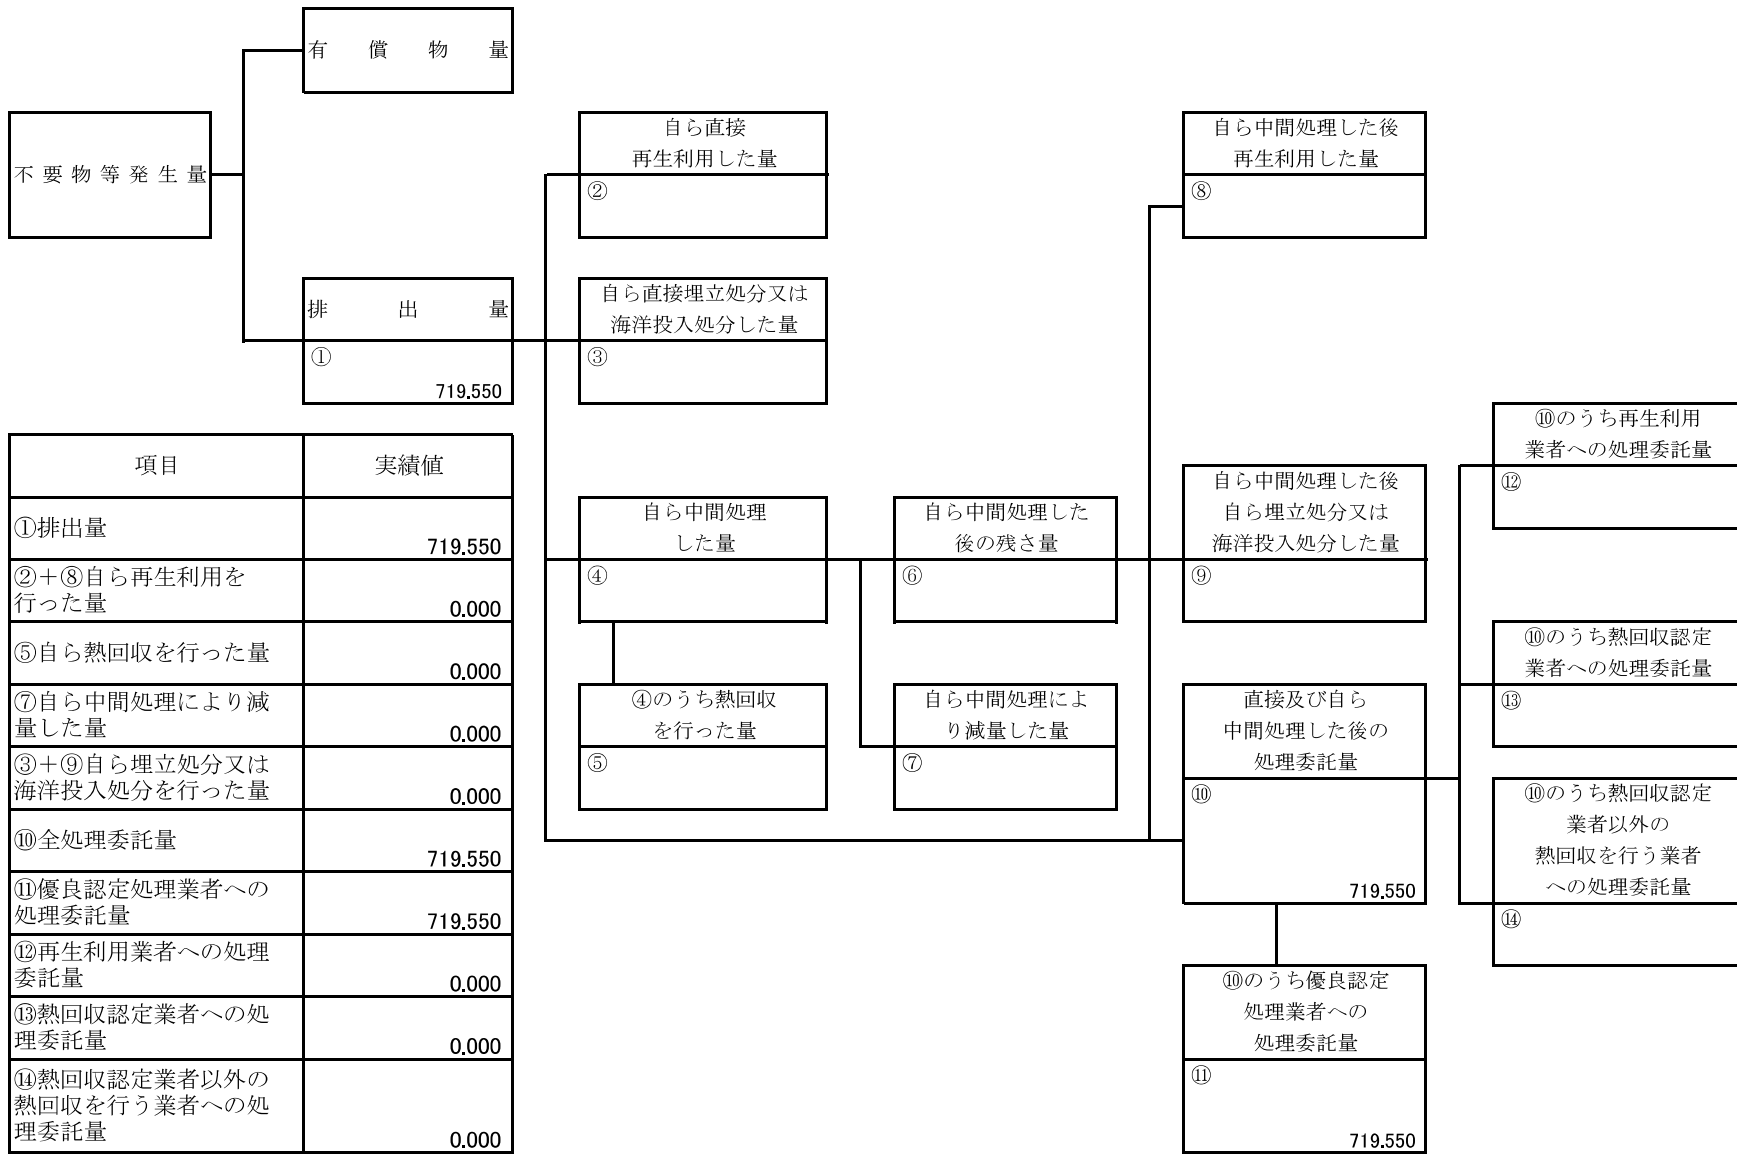 有償物量
不要物等発生量
排出量
①
719.550
自ら直接
再生利用した量
②
自ら直接埋立処分又は
海洋投入処分した量
③
自ら中間処理
した量
④
④のうち熱回収
を行った量
⑤
自ら中間処理した
後の残さ量
⑥
自ら中間処理によ
り減量した量
⑦
自ら中間処理した後
再生利用した量
⑧
自ら中間処理した後
自ら埋立処分又は
海洋投入処分した量
⑨
直接及び自ら
中間処理した後の
処理委託量
⑩
719.550
⑩のうち優良認定
処理業者への
処理委託量
⑪
719.550
⑩のうち再生利用
業者への処理委託量
⑫
⑩のうち熱回収認定
業者への処理委託量
⑬
⑩のうち熱回収認定
業者以外の
熱回収を行う業者
への処理委託量
⑭
項目 実績値
①排出量
719.550
②＋⑧自ら再生利用を
行った量
0.000
⑤自ら熱回収を行った量
0.000
⑦自ら中間処理により減
量した量
0.000
③＋⑨自ら埋立処分又は
海洋投入処分を行った量
0.000
⑩全処理委託量
719.550
⑪優良認定処理業者への
処理委託量
719.550
⑫再生利用業者への処理
委託量
0.000
⑬熱回収認定業者への処
理委託量
0.000
⑭熱回収認定業者以外の
熱回収を行う業者への処
理委託量
0.000